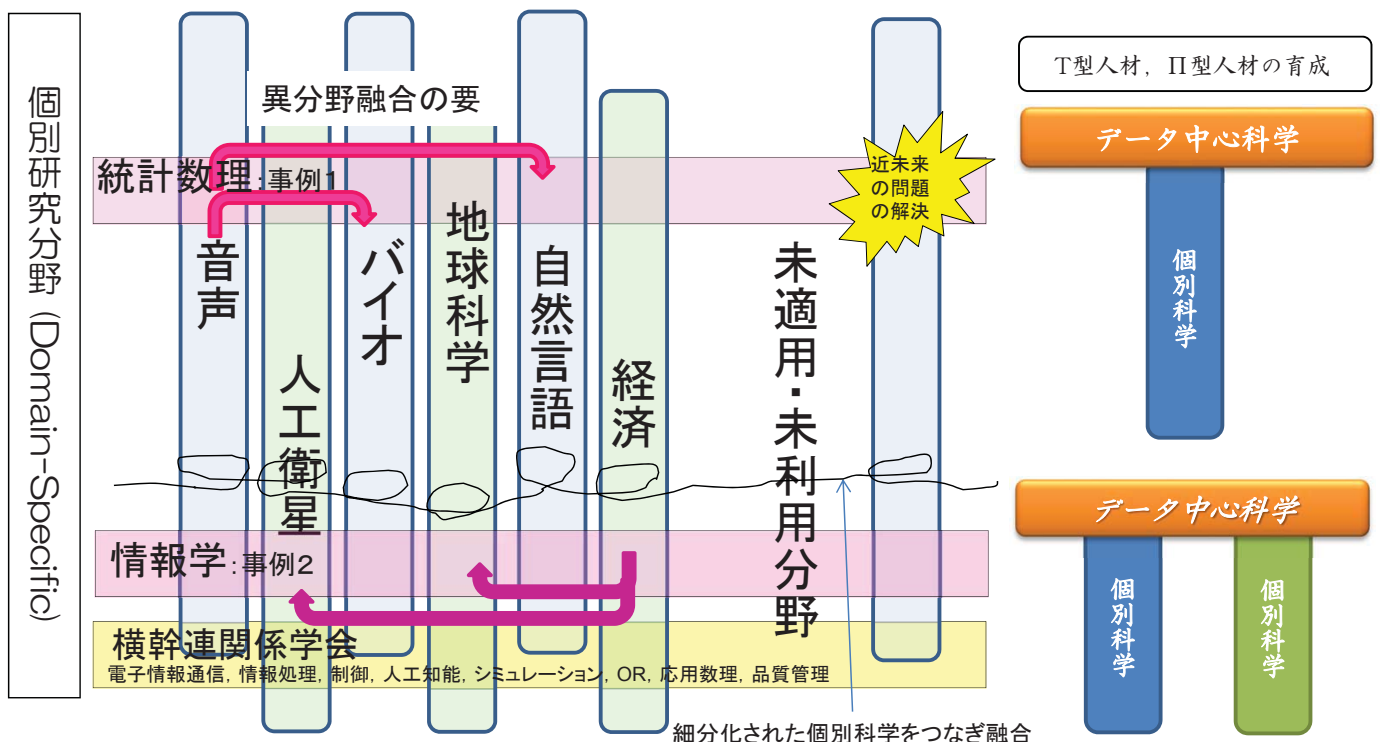 個別研究分野 (Domain-Specific)
異分野融合の要
統計数理:事例1
音声
人工衛星
バイオ
地球科学
自然言語
経済
未適用・未利用分野
近未来
の問題
の解決
情報学:事例2
横幹連関係学会
電子情報通信, 情報処理, 制御, 人工知能, シミュレーション, OR, 応用数理, 品質管理
細分化された個別科学をつなぎ融合
T型人材，Π型人材の育成
データ中心科学
個別科学
データ中心科学
個別科学
個別科学